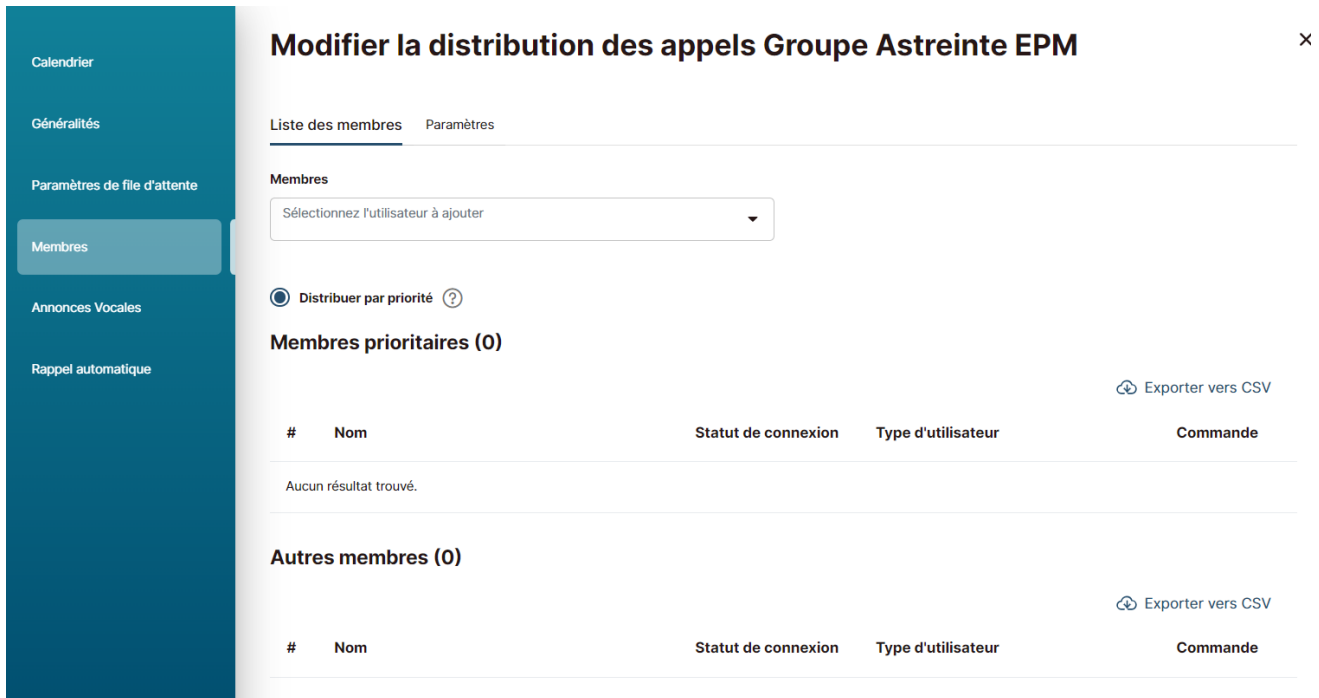 Modifier la distribution des appels Groupe Astreinte EPM
Calendrier
Généralités
Paramètres de file d'attente
Membres
Annonces Vocales
Rappel automatique
Liste des membres Paramètres
Membres
Sélectionnez l'utilisateur à ajouter
Distribuer par priorité ?
Membres prioritaires (0)
Exporter vers CSV
# Nom Statut de connexion Type d'utilisateur Commande
Aucun résultat trouvé.
Autres membres (0)
Exporter vers CSV
# Nom Statut de connexion Type d'utilisateur Commande